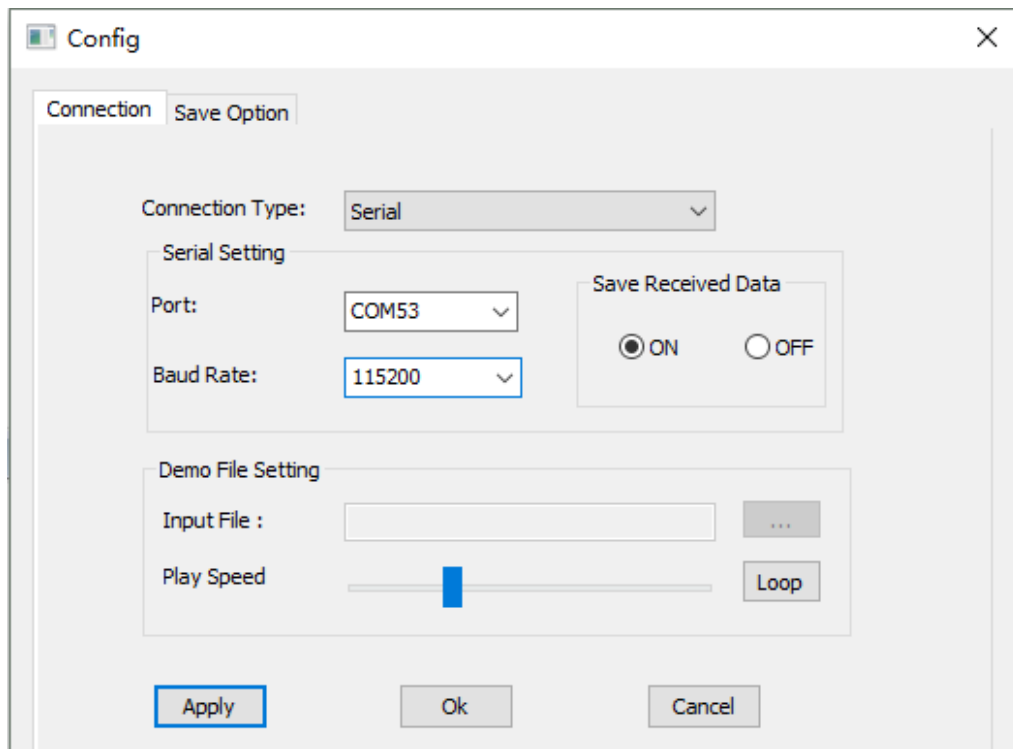 Config
Connection Save Option
Connection Type: Serial
Serial Setting
Save Received Data
Port: COM53
ON OFF
Baud Rate: 115200
Demo File Setting
Input File : ...
Play Speed Loop
Apply Ok Cancel